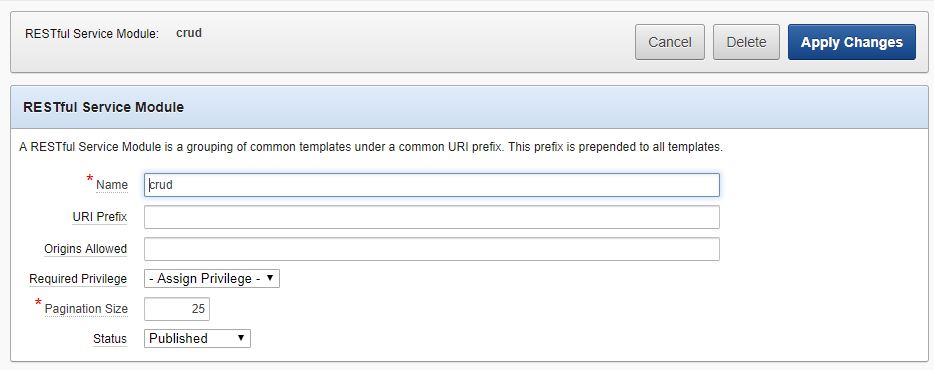 RESTful Service Module: crud
Cancel Delete Apply Changes
RESTful Service Module
A RESTful Service Module is a grouping of common templates under a common URI prefix. This prefix is prepended to all templates.
* Name crud
URI Prefix
Origins Allowed
Required Privilege - Assign Privilege -
* Pagination Size 25
Status Published